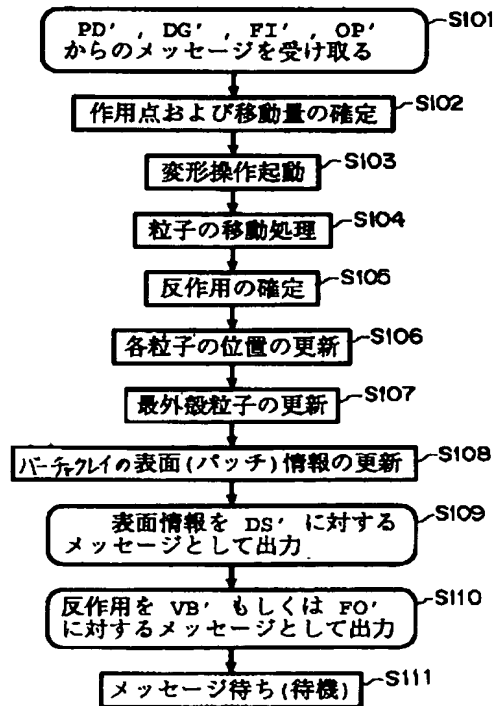 PD', DG', FI', OP' S101
からのメッセージを受け取る
作用点および移動量の確定 S102
変形操作起動 S103
粒子の移動処理 S104
反作用の確定 S105
各粒子の位置の更新 S106
最外殻粒子の更新 S107
バーチャクレイの表面(パッチ)情報の更新 S108
表面情報を DS' に対する S109
メッセージとして出力
反作用を VB' もしくは FO' S110
に対するメッセージとして出力
メッセージ待ち(待機) S111